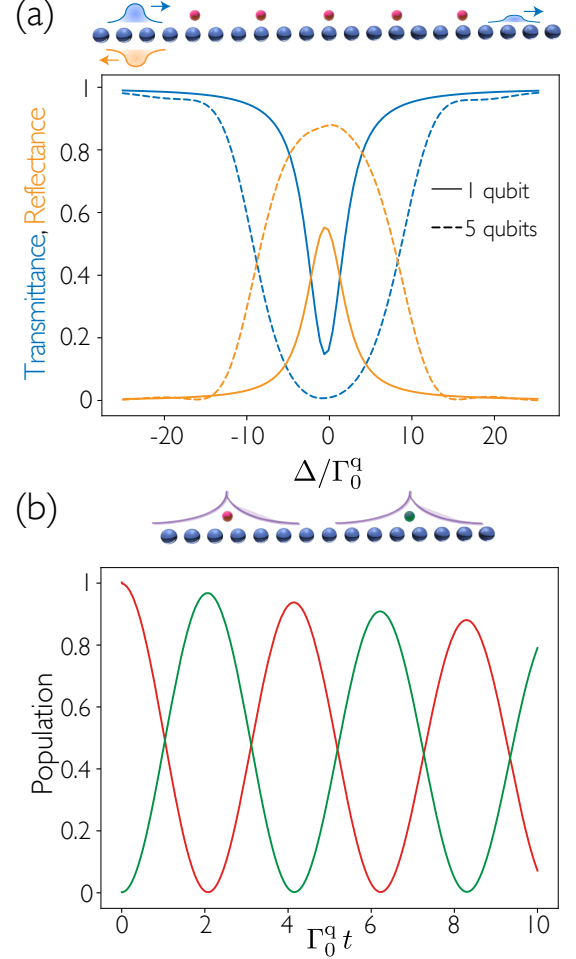 (a)
Transmittance, Reflectance
1
0.8
0.6
0.4
0.2
0
1 qubit
5 qubits
-20 -10 0 10 20
Δ/Γ₀^q
(b)
Population
1
0.8
0.6
0.4
0.2
0
0 2 4 6 8 10
Γ₀^q t